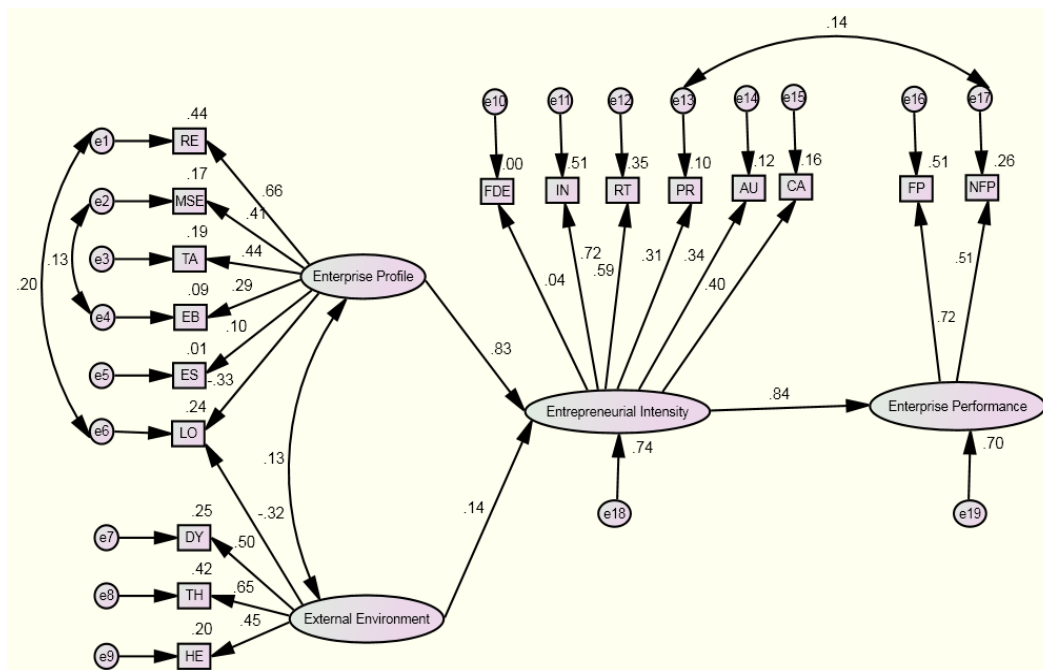 .14
e10
e11
e12
e13
e14
e15
e16
e17
.00
.51
.35
.10
.12
.16
.51
.26
FDE
IN
RT
PR
AU
CA
FP
NFP
.04
.72
.59
.31
.34
.40
.72
.51
.44
e1
RE
.66
.17
e2
MSE
.41
.19
e3
TA
.44
.13
.20
.09
e4
EB
.29
.01
e5
ES
.10
.24
e6
LO
-.33
Enterprise Profile
.83
.13
-.32
Entrepreneurial Intensity
.74
e18
.84
Enterprise Performance
.70
e19
.14
.25
e7
DY
.50
.42
e8
TH
.65
.20
e9
HE
.45
External Environment